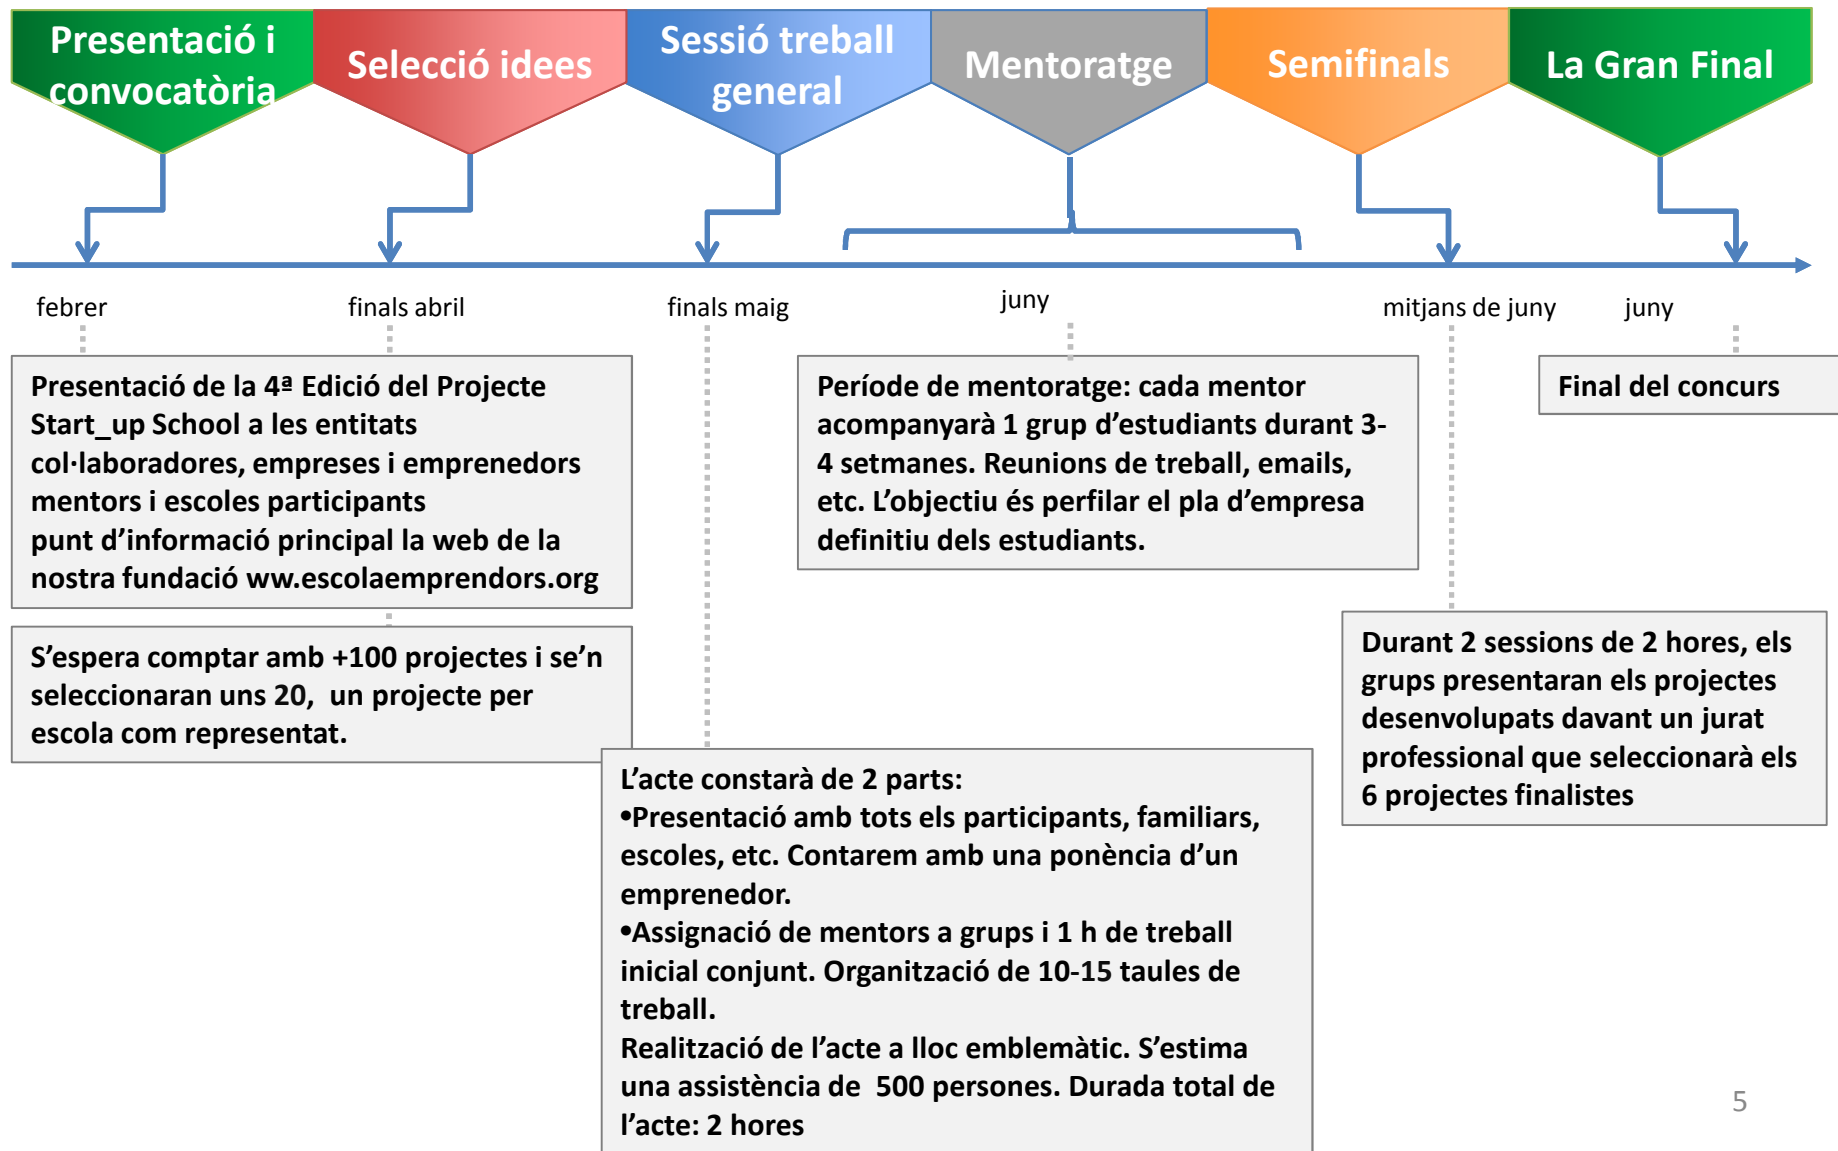 Presentació i
convocatòria
Selecció idees
Sessió treball
general
Mentoratge
Semifinals
La Gran Final
febrer
finals abril
finals maig
juny
mitjans de juny
juny
Presentació de la 4ª Edició del Projecte
Start_up School a les entitats
col·laboradores, empreses i emprenedors
mentors i escoles participants
punt d’informació principal la web de la
nostra fundació ww.escolaemprendors.org
S’espera comptar amb +100 projectes i se’n
seleccionaran uns 20,  un projecte per
escola com representat.
L’acte constarà de 2 parts:
•Presentació amb tots els participants, familiars,
escoles, etc. Contarem amb una ponència d’un
emprenedor.
•Assignació de mentors a grups i 1 h de treball
inicial conjunt. Organització de 10-15 taules de
treball.
Realització de l’acte a lloc emblemàtic. S’estima
una assistència de  500 persones. Durada total de
l’acte: 2 hores
Període de mentoratge: cada mentor
acompanyarà 1 grup d’estudiants durant 3-
4 setmanes. Reunions de treball, emails,
etc. L’objectiu és perfilar el pla d’empresa
definitiu dels estudiants.
Durant 2 sessions de 2 hores, els
grups presentaran els projectes
desenvolupats davant un jurat
professional que seleccionarà els
6 projectes finalistes
Final del concurs
5